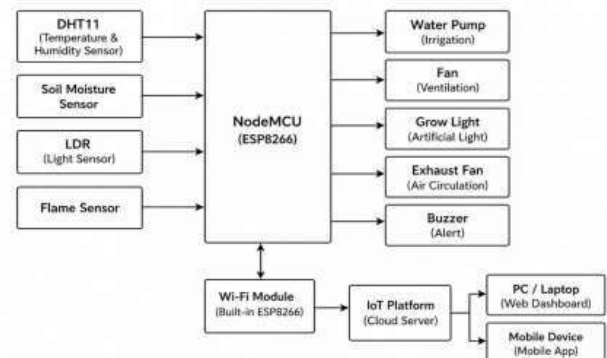 DHT11
(Temperature &
Humidity Sensor)
Soil Moisture
Sensor
LDR
(Light Sensor)
Flame Sensor
NodeMCU
(ESP8266)
Water Pump
(Irrigation)
Fan
(Ventilation)
Grow Light
(Artificial Light)
Exhaust Fan
(Air Circulation)
Buzzer
(Alert)
Wi-Fi Module
(Built-in ESP8266)
IoT Platform
(Cloud Server)
PC / Laptop
(Web Dashboard)
Mobile Device
(Mobile App)